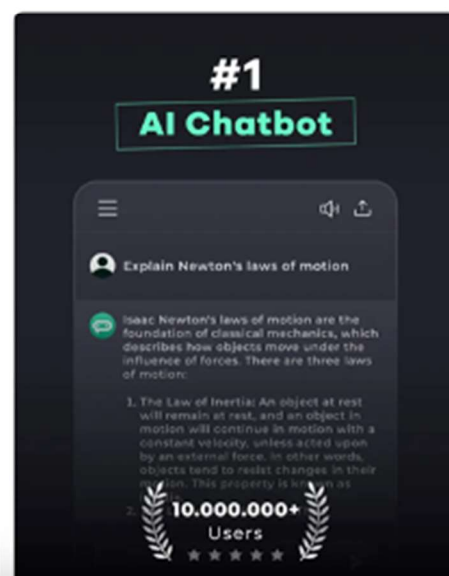 #1
AI Chatbot
Explain Newton's laws of motion
Isaac Newton's laws of motion are the
foundation of classical mechanics, which
describes how objects move under the
influence of forces. There are three laws
of motion:
1. The Law of Inertia: An object at rest
will remain at rest, and an object in
motion will continue in motion with a
constant velocity, unless acted upon
by an external force. In other words,
objects tend to resist changes in their
motion. This property is known as
2.
10.000.000+
Users